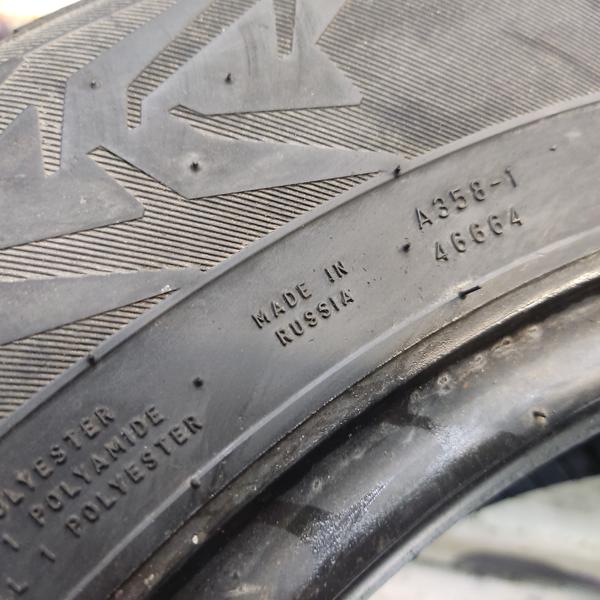 A358-1
46664
MADE IN
RUSSIA
POLYESTER
1 POLYAMIDE
L 1 POLYESTER